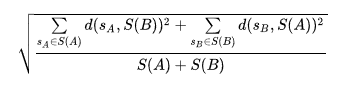 √( ( ∑_{s_A∈S(A)} d(s_A, S(B))² + ∑_{s_B∈S(B)} d(s_B, S(A))² ) / ( S(A) + S(B) ) )